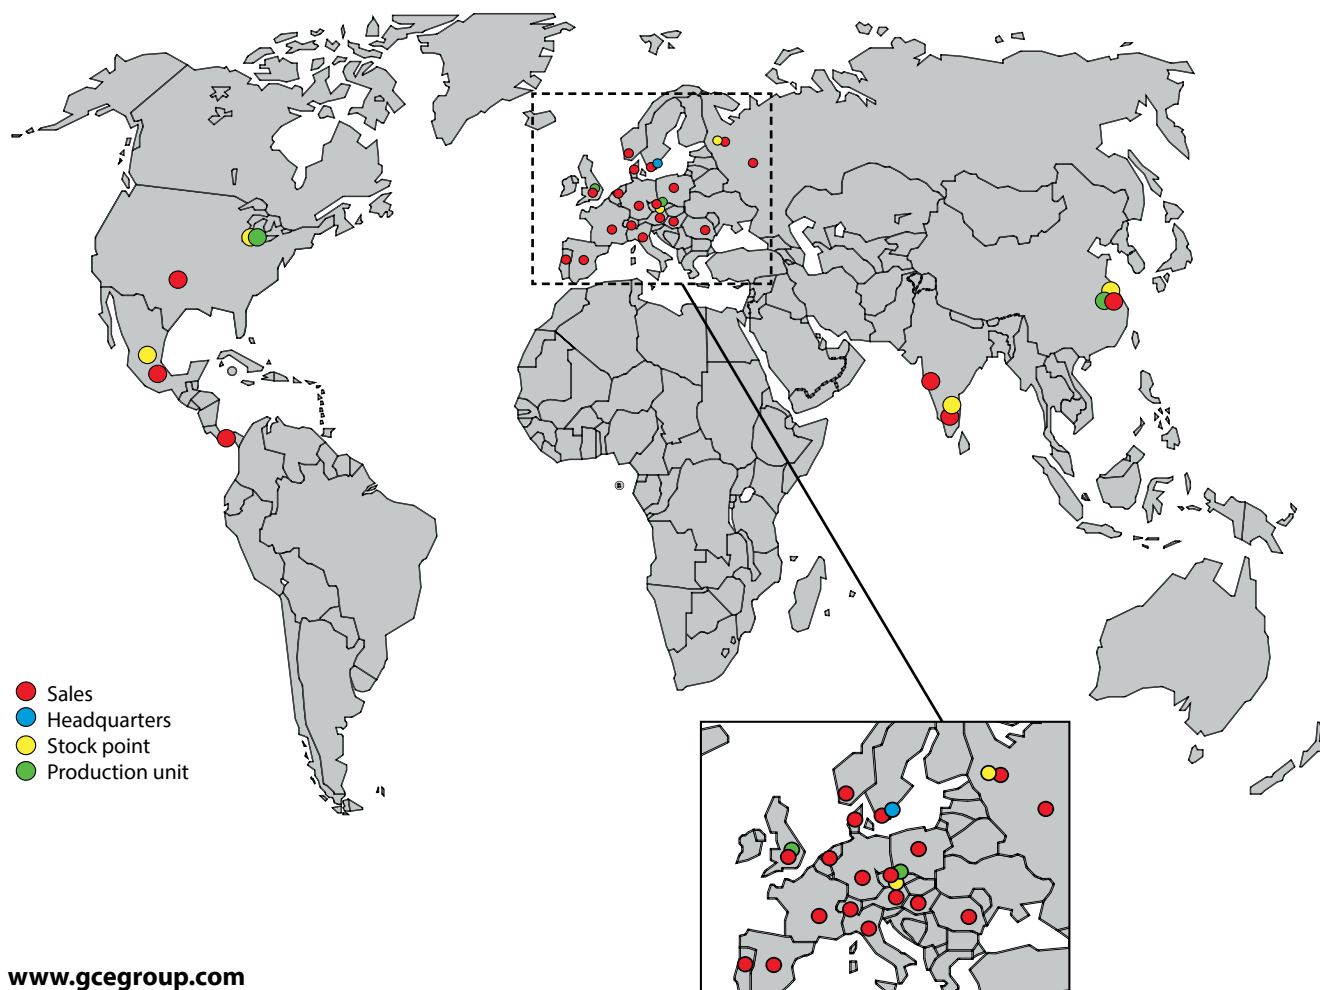 Sales
Headquarters
Stock point
Production unit
www.gcegroup.com